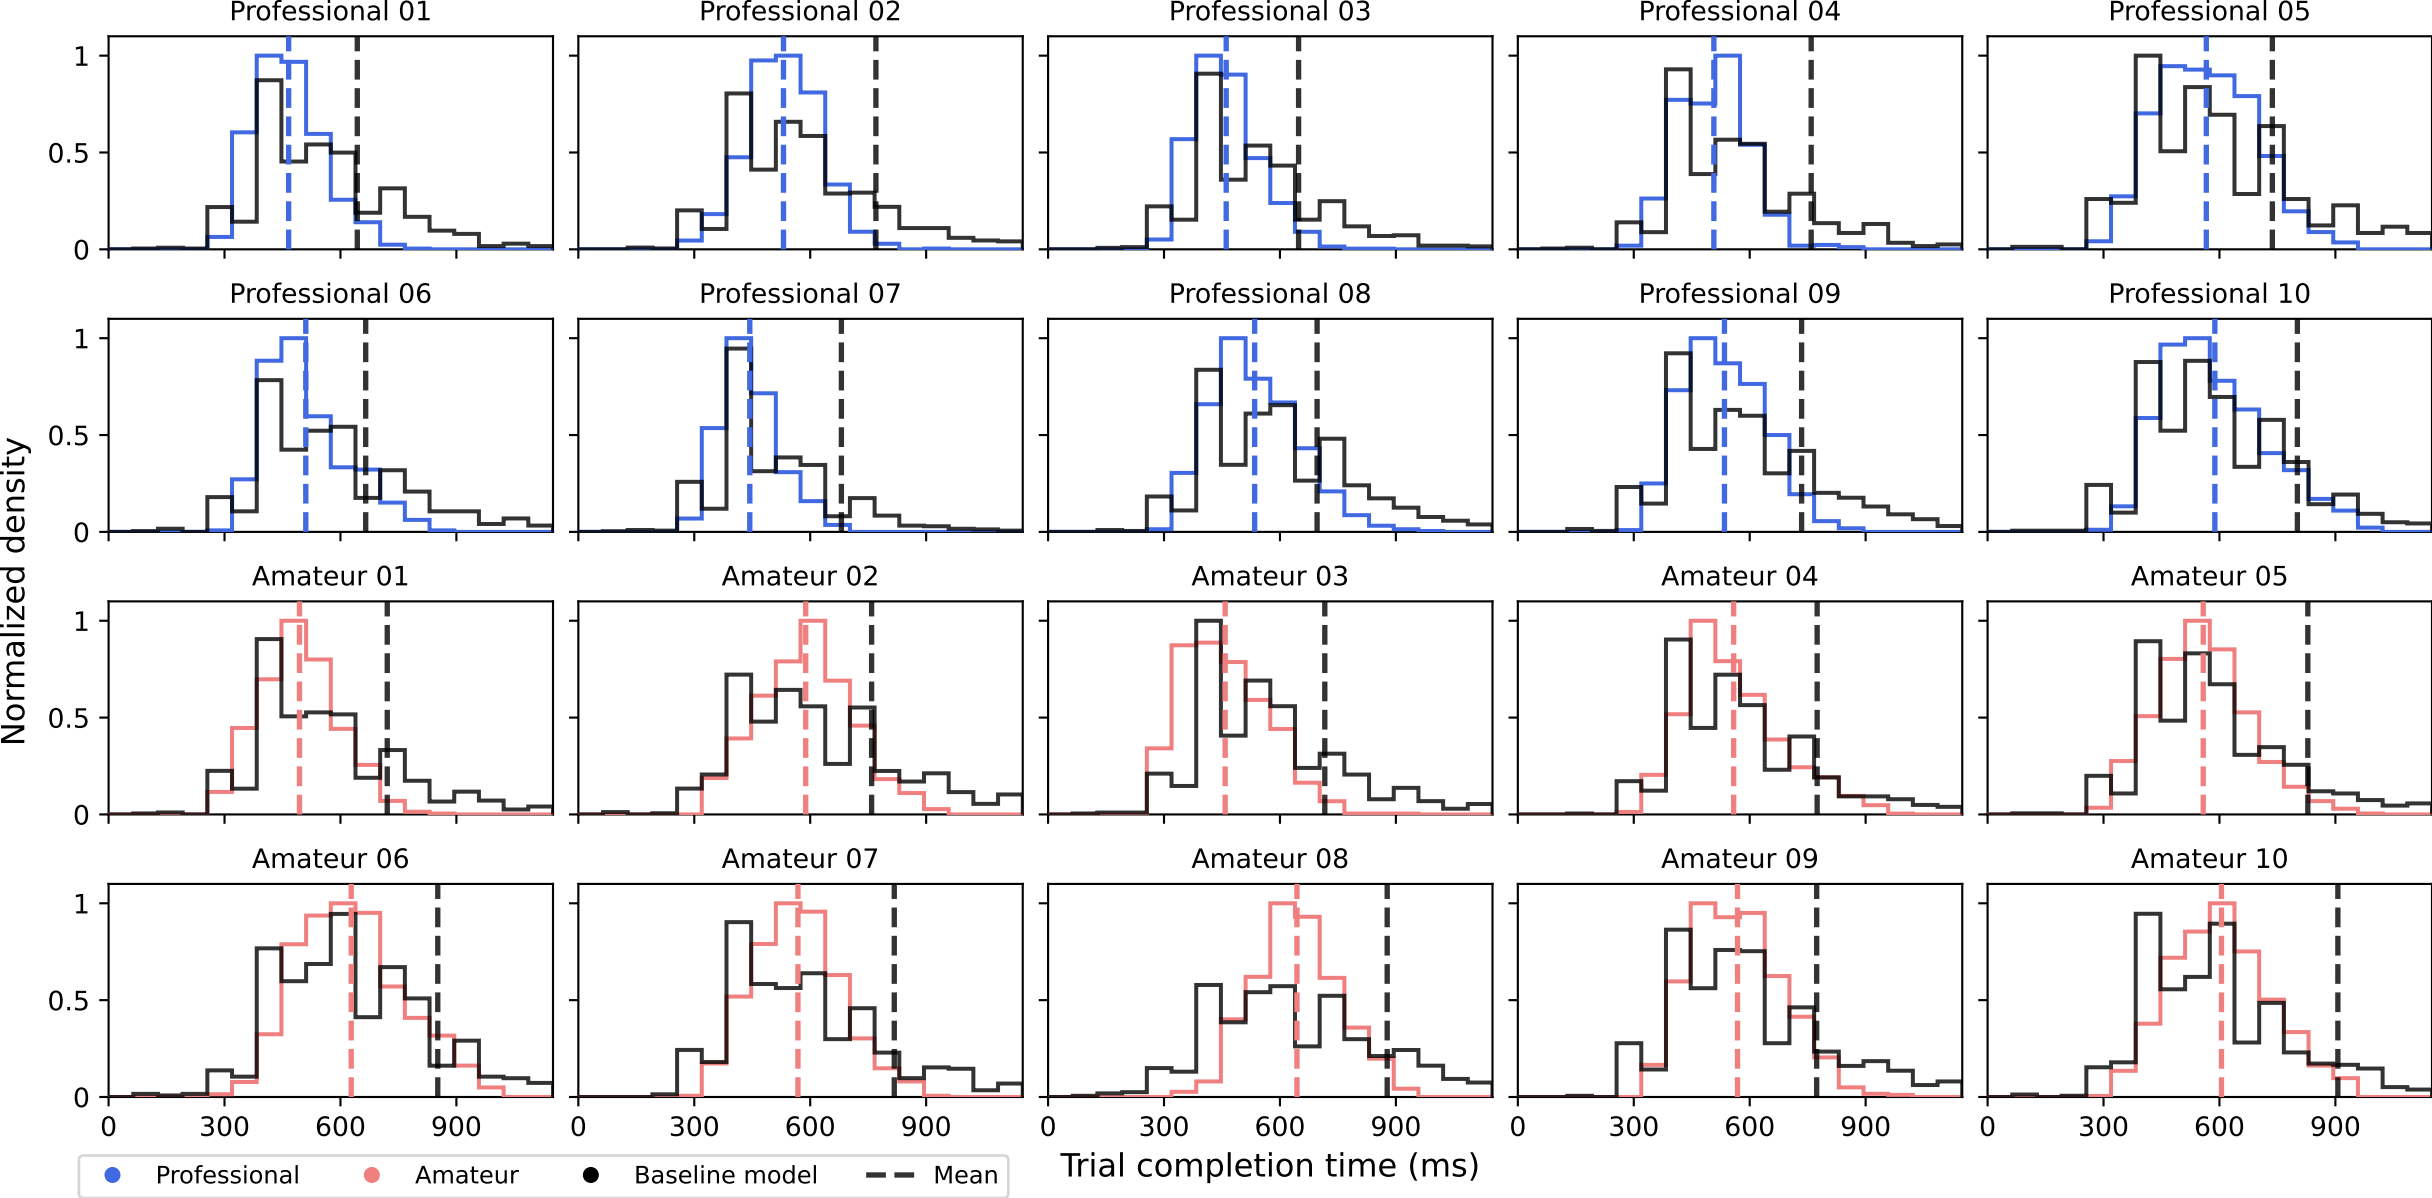 Professional 01
Professional 02
Professional 03
Professional 04
Professional 05
1
0.5
0
Professional 06
Professional 07
Professional 08
Professional 09
Professional 10
1
0.5
0
Normalized density
Amateur 01
Amateur 02
Amateur 03
Amateur 04
Amateur 05
1
0.5
0
Amateur 06
Amateur 07
Amateur 08
Amateur 09
Amateur 10
1
0.5
0
0 300 600 900
0 300 600 900
0 300 600 900
0 300 600 900
0 300 600 900
Trial completion time (ms)
Professional Amateur Baseline model Mean